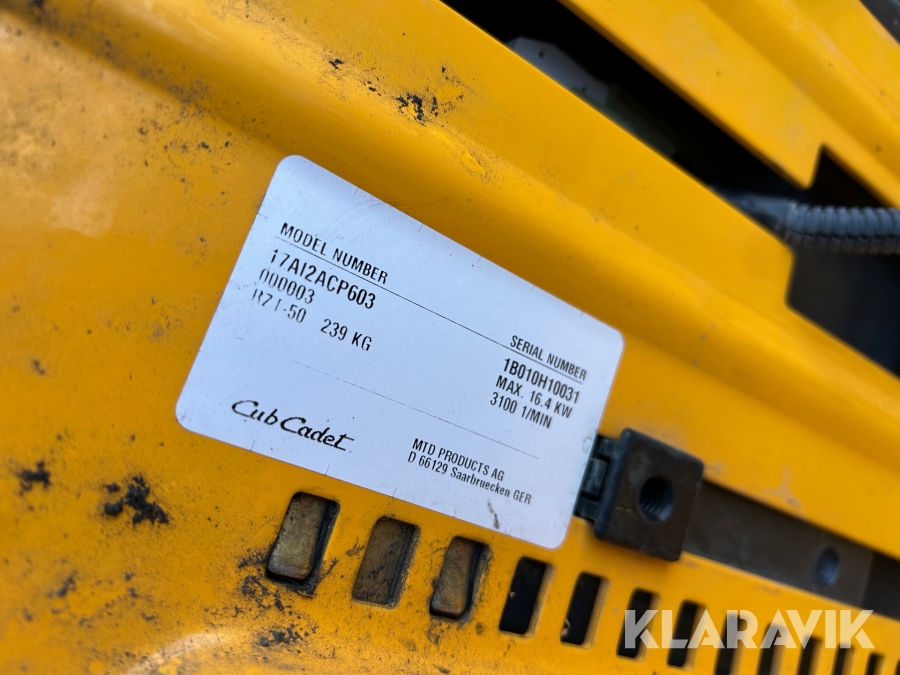 MODEL NUMBER
17AI2ACP603
000003
RZT-50 239 KG
SERIAL NUMBER
1B010H10031
MAX. 16.4 KW
3100 1/MIN
Cub Cadet
MTD PRODUCTS AG
D 66129 Saarbruecken GER
KLARAVIK